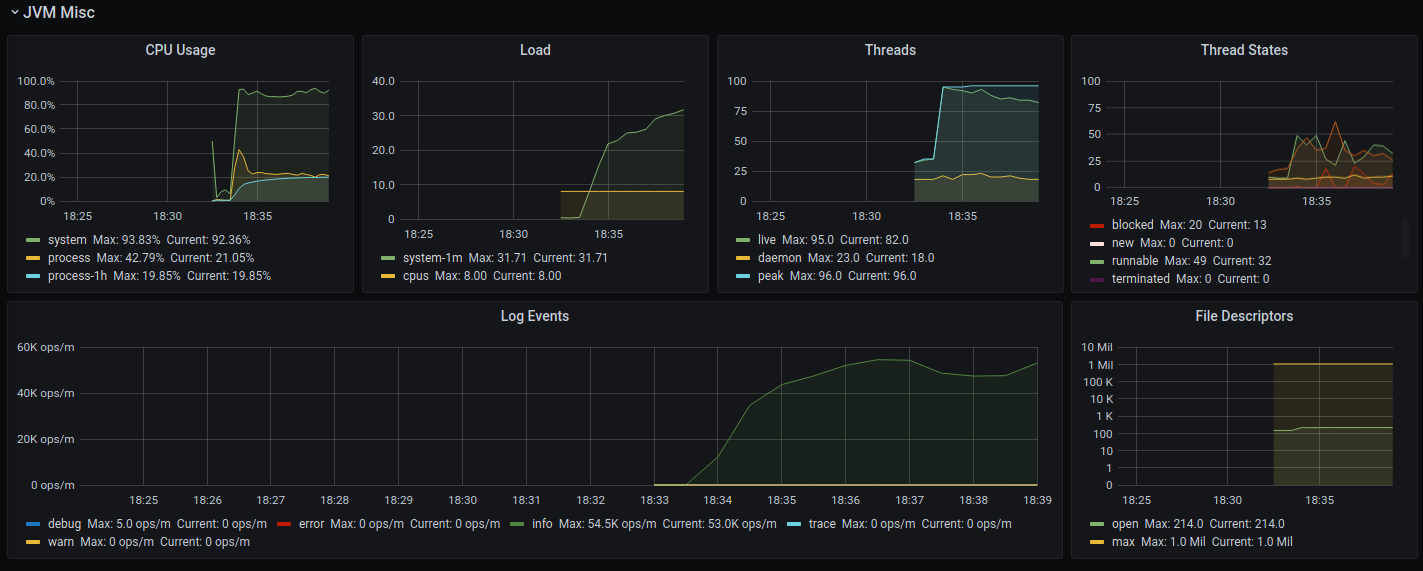 JVM Misc
CPU Usage
100.0%
80.0%
60.0%
40.0%
20.0%
0%
18:25 18:30 18:35
system Max: 93.83% Current: 92.36%
process Max: 42.79% Current: 21.05%
process-1h Max: 19.85% Current: 19.85%
Load
40.0
30.0
20.0
10.0
0
18:25 18:30 18:35
system-1m Max: 31.71 Current: 31.71
cpus Max: 8.00 Current: 8.00
Threads
100
75
50
25
0
18:25 18:30 18:35
live Max: 95.0 Current: 82.0
daemon Max: 23.0 Current: 18.0
peak Max: 96.0 Current: 96.0
Thread States
100
75
50
25
0
18:25 18:30 18:35
blocked Max: 20 Current: 13
new Max: 0 Current: 0
runnable Max: 49 Current: 32
terminated Max: 0 Current: 0
Log Events
60K ops/m
40K ops/m
20K ops/m
0 ops/m
18:25 18:26 18:27 18:28 18:29 18:30 18:31 18:32 18:33 18:34 18:35 18:36 18:37 18:38 18:39
debug Max: 5.0 ops/m Current: 0 ops/m error Max: 0 ops/m Current: 0 ops/m info Max: 54.5K ops/m Current: 53.0K ops/m trace Max: 0 ops/m Current: 0 ops/m
warn Max: 0 ops/m Current: 0 ops/m
File Descriptors
10 Mil
1 Mil
100 K
10 K
1 K
100
10
1
0
18:25 18:30 18:35
open Max: 214.0 Current: 214.0
max Max: 1.0 Mil Current: 1.0 Mil